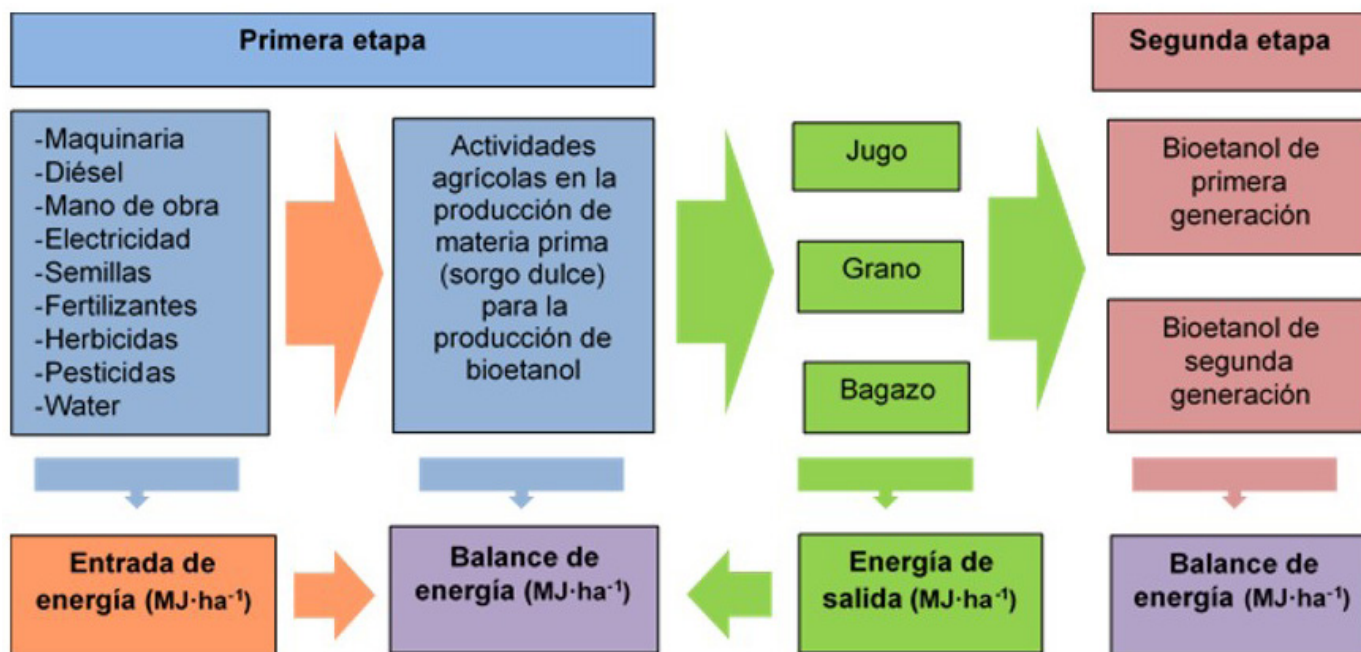 Primera etapa
Segunda etapa
-Maquinaria
-Diésel
-Mano de obra
-Electricidad
-Semillas
-Fertilizantes
-Herbicidas
-Pesticidas
-Water
Actividades
agrícolas en la
producción de
materia prima
(sorgo dulce)
para la
producción de
bioetanol
Jugo
Grano
Bagazo
Bioetanol de
primera
generación
Bioetanol de
segunda
generación
Entrada de
energía (MJ·ha⁻¹)
Balance de
energía (MJ·ha⁻¹)
Energía de
salida (MJ·ha⁻¹)
Balance de
energía (MJ·ha⁻¹)